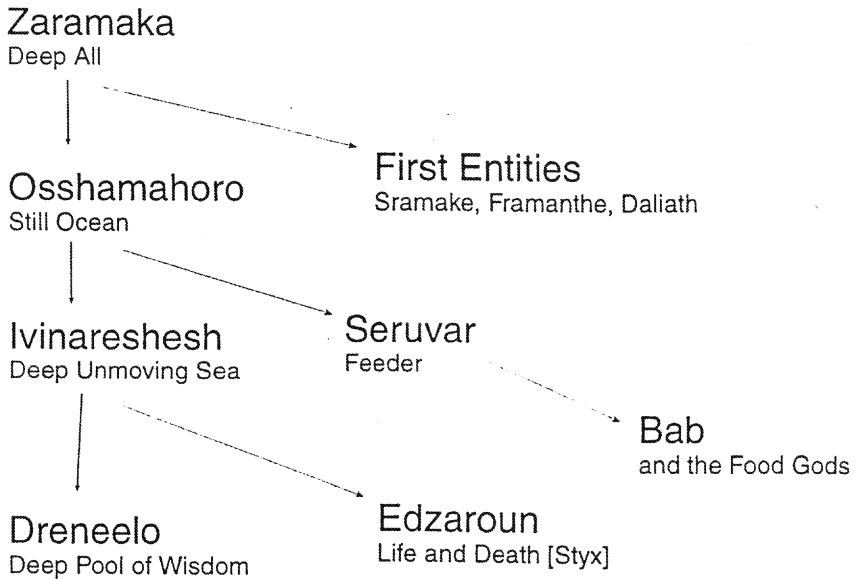 Zaramaka
Deep All
First Entities
Sramake, Framanthe, Daliath
Osshamahoro
Still Ocean
Seruvar
Feeder
Ivinareshesh
Deep Unmoving Sea
Bab
and the Food Gods
Edzaroun
Life and Death [Styx]
Dreneelo
Deep Pool of Wisdom